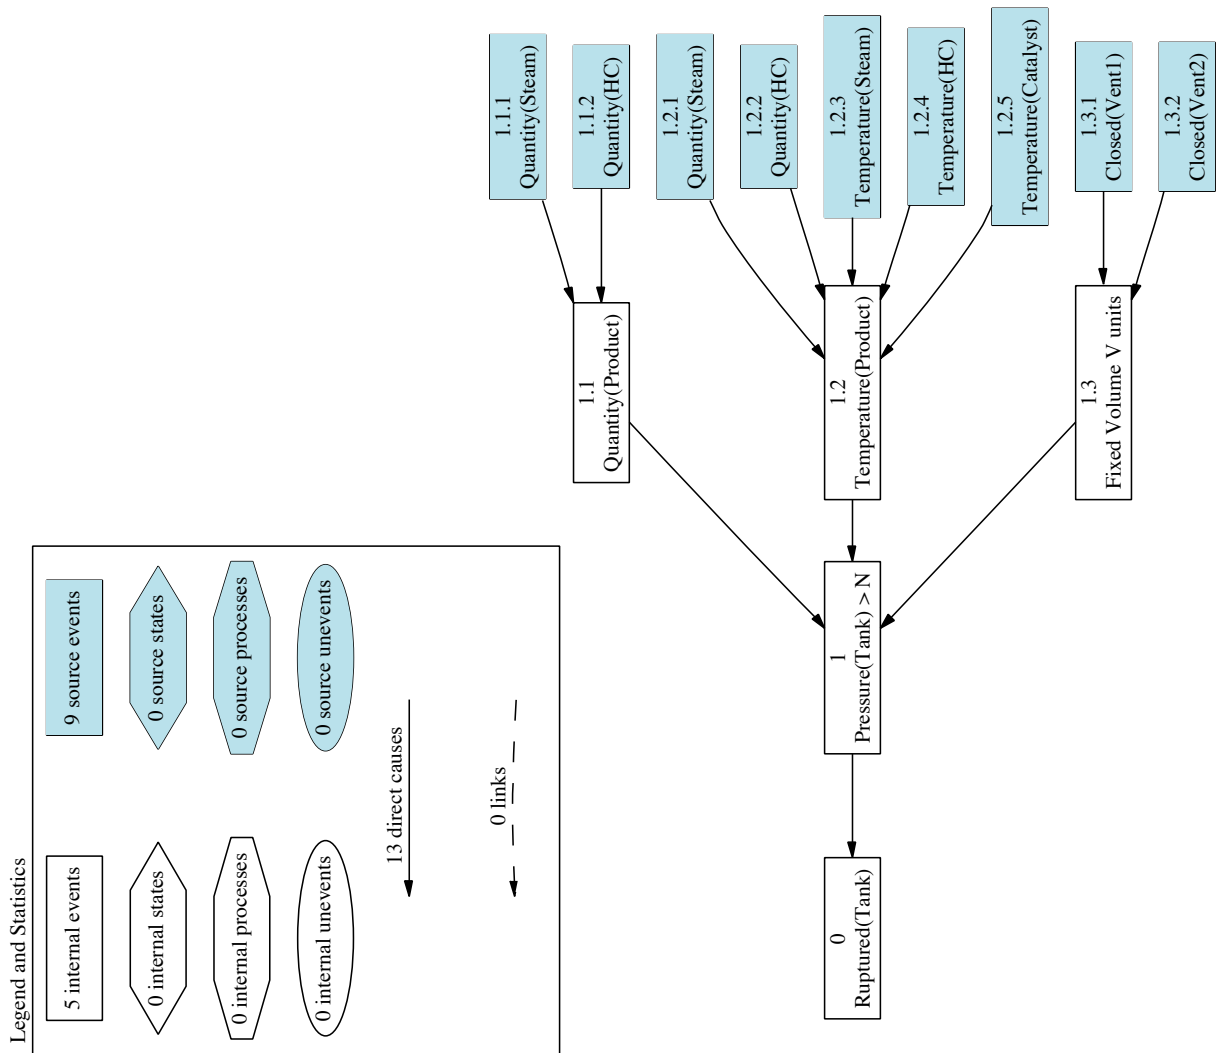 Legend and Statistics
5 internal events
9 source events
0 internal states
0 source states
0 internal processes
0 source processes
0 internal unevents
0 source unevents
13 direct causes
0 links
1.1.1
Quantity(Steam)
1.1.2
Quantity(HC)
1.2.1
Quantity(Steam)
1.2.2
Quantity(HC)
1.2.3
Temperature(Steam)
1.2.4
Temperature(HC)
1.2.5
Temperature(Catalyst)
1.3.1
Closed(Vent1)
1.3.2
Closed(Vent2)
1.1
Quantity(Product)
1.2
Temperature(Product)
1.3
Fixed Volume V units
1
Pressure(Tank) > N
0
Ruptured(Tank)